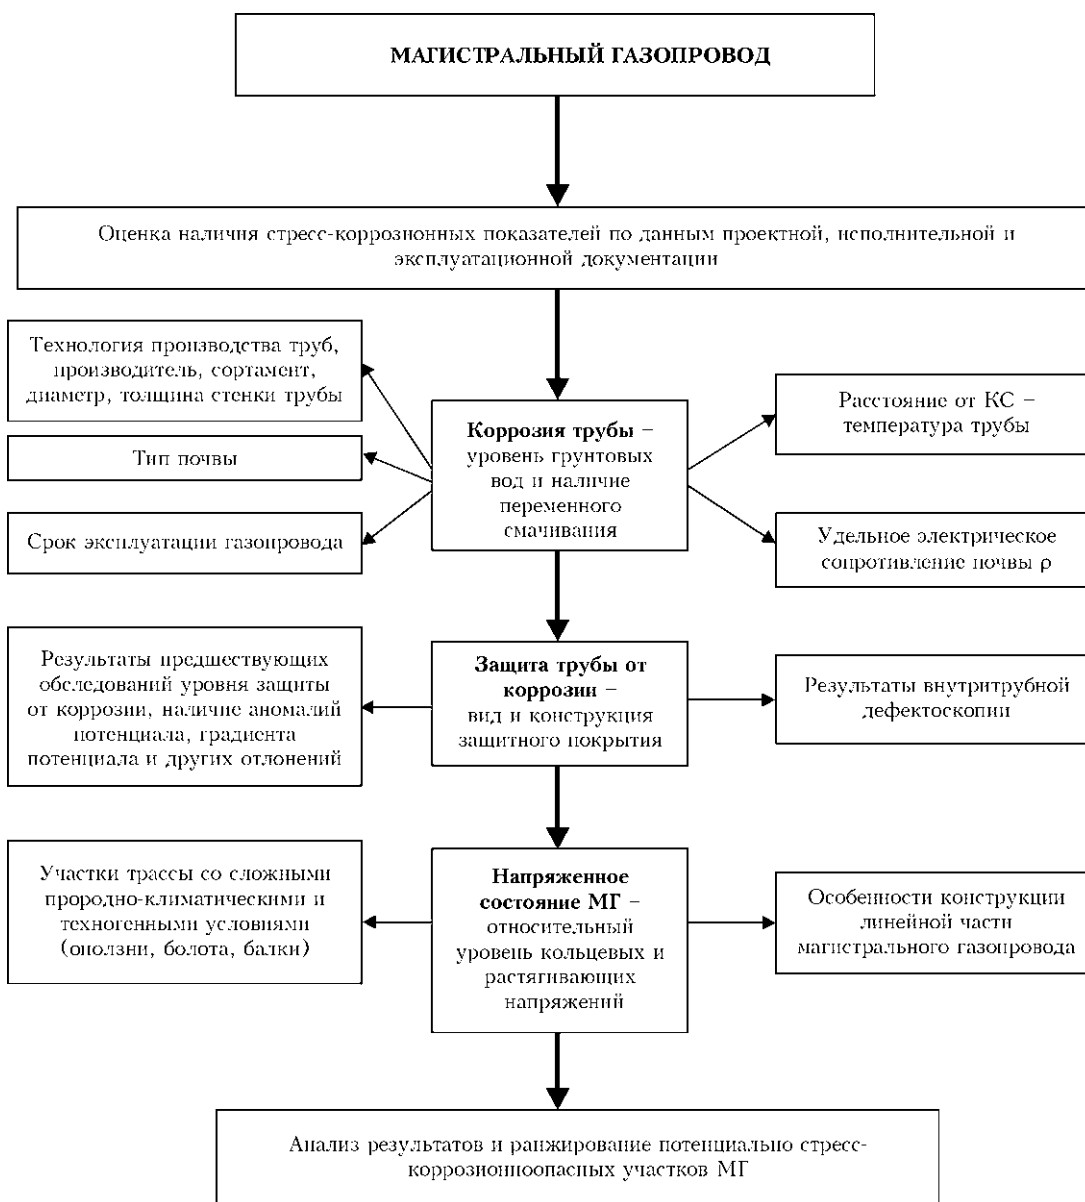 МАГИСТРАЛЬНЫЙ ГАЗОПРОВОД
Оценка наличия стресс-коррозионных показателей по данным проектной, исполнительной и
эксплуатационной документации
Технология производства труб,
производитель, сортамент,
диаметр, толщина стенки трубы
Тип почвы
Срок эксплуатации газопровода
Коррозия трубы –
уровень грунтовых
вод и наличие
переменного
смачивания
Расстояние от КС –
температура трубы
Удельное электрическое
сопротивление почвы ρ
Результаты предшествующих
обследований уровня защиты
от коррозии, наличие аномалий
потенциала, градиента
потенциала и других отлонений
Защита трубы от
коррозии –
вид и конструкция
защитного покрытия
Результаты внутритрубной
дефектоскопии
Участки трассы со сложными
прородно-климатическими и
техногенными условиями
(оползни, болота, балки)
Напряженное
состояние МГ –
относительный
уровень кольцевых и
растягивающих
напряжений
Особенности конструкции
линейной части
магистрального газопровода
Анализ результатов и ранжирование потенциально стресс-
коррозионноопасных участков МГ